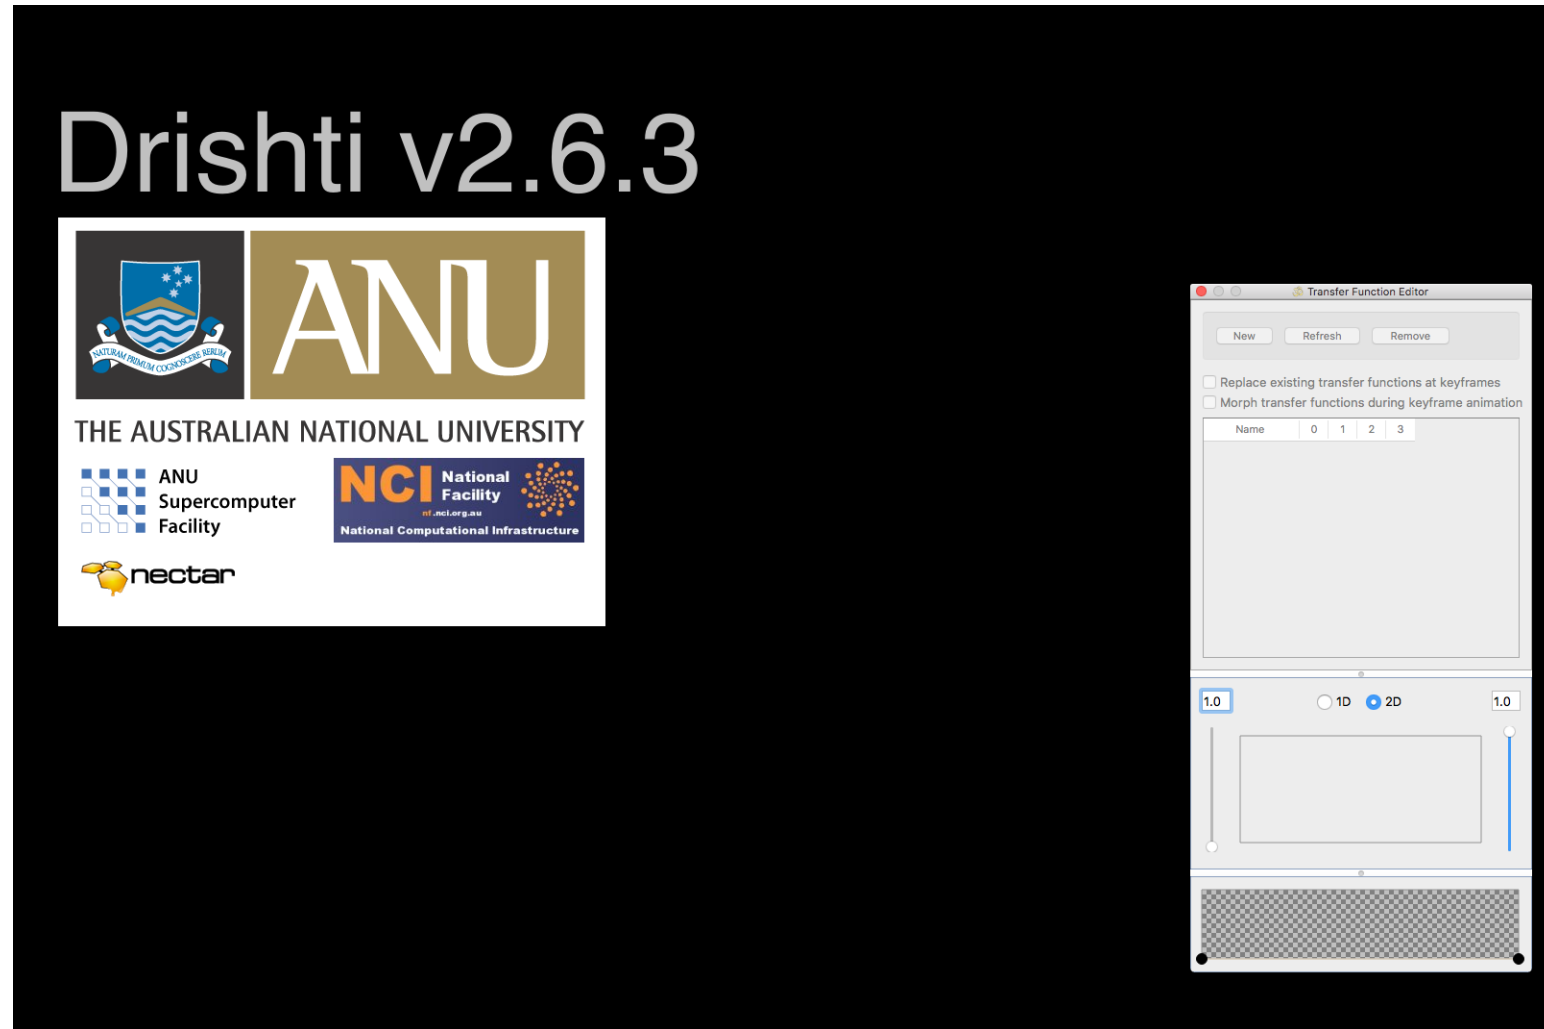 Drishti v2.6.3
NATURAM PRIMUM COGNOSCERE RERUM
ANU
THE AUSTRALIAN NATIONAL UNIVERSITY
ANU
Supercomputer
Facility
NCI National
Facility
nf.nci.org.au
National Computational Infrastructure
nectar
Transfer Function Editor
New Refresh Remove
Replace existing transfer functions at keyframes
Morph transfer functions during keyframe animation
Name 0 1 2 3
1.0 1D 2D 1.0